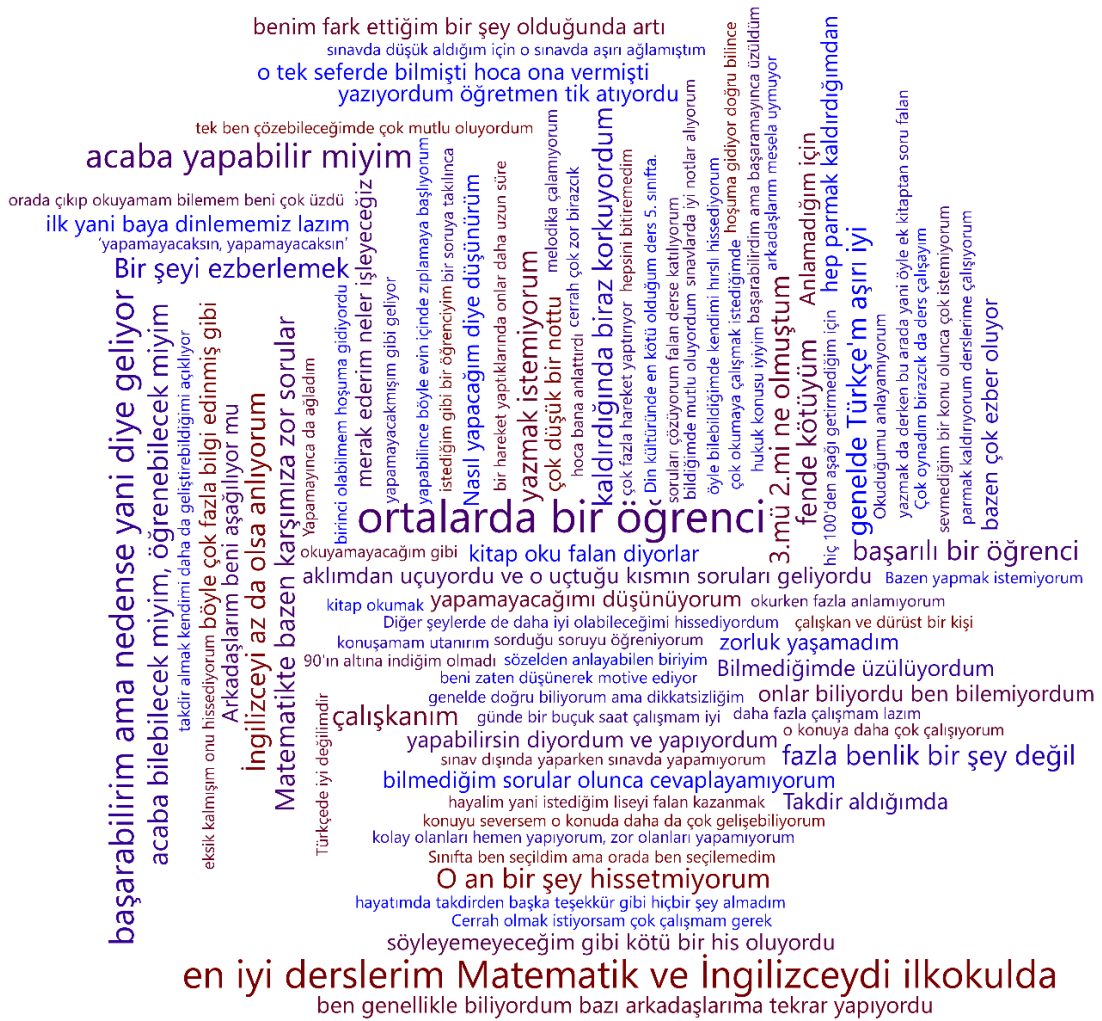 benim fark ettiğim bir şey olduğunda artı
sınavda düşük aldığım için o sınavda aşırı ağlamıştım
o tek seferde bilmişti hoca ona vermişti
yazıyordum öğretmen tik atıyordu
tek ben çözebileceğimde çok mutlu oluyordum
acaba yapabilir miyim
orada çıkıp okuyamam bilemem beni çok üzdü
ilk yani baya dinlememiz lazım
‘yapamayacaksın, yapamayacaksın’
Bir şeyi ezberlemek
başarabilirim ama nedense yani diye geliyor
acaba bilebilecek miyim, öğrenebilecek miyim
takdir almak kendimi daha da geliştirebildiğimi açıklıyor
eksik kalmışım onu hissediyorum
böyle çok fazla bilgi edinmiş gibi
Arkadaşlarım beni aşağılıyor mu
İngilizceyi az da olsa anlıyorum
Matematikte bazen karşımıza zor sorular
Yapamayınca da ağladım
Türkçede iyi değilimdir
birinci olabilmem hoşuma gidiyordu
merak ederim neler işleyeceğiz
yapamayacakmışım gibi geliyor
yapabilince böyle evin içinde zıplamaya başlıyorum
istediğim gibi bir öğrenciyim
bir soruya takılınca
Nasıl yapacağım diye düşünürüm
bir hareket yaptıklarında onlar daha uzun süre
yazmak istemiyorum
çok düşük bir nottu
melodika çalamıyorum
hoca bana anlattırdı
cerrah çok zor birazcık
kaldırdığında biraz korkuyordum
çok fazla hareket yaptırıyor
hepsini bitiremedim
Din kültüründe en kötü olduğum ders 5. sınıfta.
soruları çözüyorum falan derse katılıyorum
bildiğimde mutlu oluyordum
sınavlarda iyi notlar alıyorum
öyle bilebildiğimde kendimi hırslı hissediyorum
çok okumaya çalışmak istediğimde
hoşuma gidiyor doğru bilince
hukuk konusu iyiyim
başarabilirdim ama başaramayınca üzüldüm
arkadaşlarım mesela uymuyor
3.mü 2.mi ne olmuştum
fende kötüyüm
Anlamadığım için
hiç 100'den aşağı getirmediğim için
hep parmak kaldırdığımdan
genelde Türkçe'm aşırı iyi
Okuduğumu anlayamıyorum
yazmak da derken bu arada yani öyle ek kitaptan soru falan
Çok oynadım birazcık da ders çalışayım
sevmediğim bir konu olunca çok istemiyorum
parmak kaldırıyorum derslerime çalışıyorum
bazen çok ezber oluyor
ortalarda bir öğrenci
okuyamayacağım gibi
kitap oku falan diyorlar
başarılı bir öğrenci
aklımdan uçuyordu ve o uçtuğu kısmın soruları geliyordu
Bazen yapmak istemiyorum
kitap okumak
yapamayacağımı düşünüyorum
okurken fazla anlamıyorum
Diğer şeylerde de daha iyi olabileceğimi hissediyordum
çalışkan ve dürüst bir kişi
konuşamam utanırım
sorduğu soruyu öğreniyorum
zorluk yaşamadım
90'ın altına indiğim olmadı
sözelden anlayabilen biriyim
Bilmediğimde üzülüyordum
beni zaten düşünerek motive ediyor
genelde doğru biliyorum ama dikkatsizliğim
onlar biliyordu ben bilemiyordum
çalışkanım
günde bir buçuk saat çalışmam iyi
daha fazla çalışmam lazım
o konuya daha çok çalışıyorum
yapabilirsin diyordum ve yapıyordum
sınav dışında yaparken sınavda yapamıyorum
fazla benlik bir şey değil
bilmediğim sorular olunca cevaplayamıyorum
hayalim yani istediğim liseyi falan kazanmak
Takdir aldığımda
konuyu seversem o konuda daha da çok gelişebiliyorum
kolay olanları hemen yapıyorum, zor olanları yapamıyorum
Sınıfta ben seçildim ama orada ben seçilemedim
O an bir şey hissetmiyorum
hayatımda takdirden başka teşekkür gibi hiçbir şey almadım
Cerrah olmak istiyorsam çok çalışmam gerek
söyleyemeyeceğim gibi kötü bir his oluyordu
en iyi derslerim Matematik ve İngilizceydi ilkokulda
ben genellikle biliyordum bazı arkadaşlarıma tekrar yapıyordu